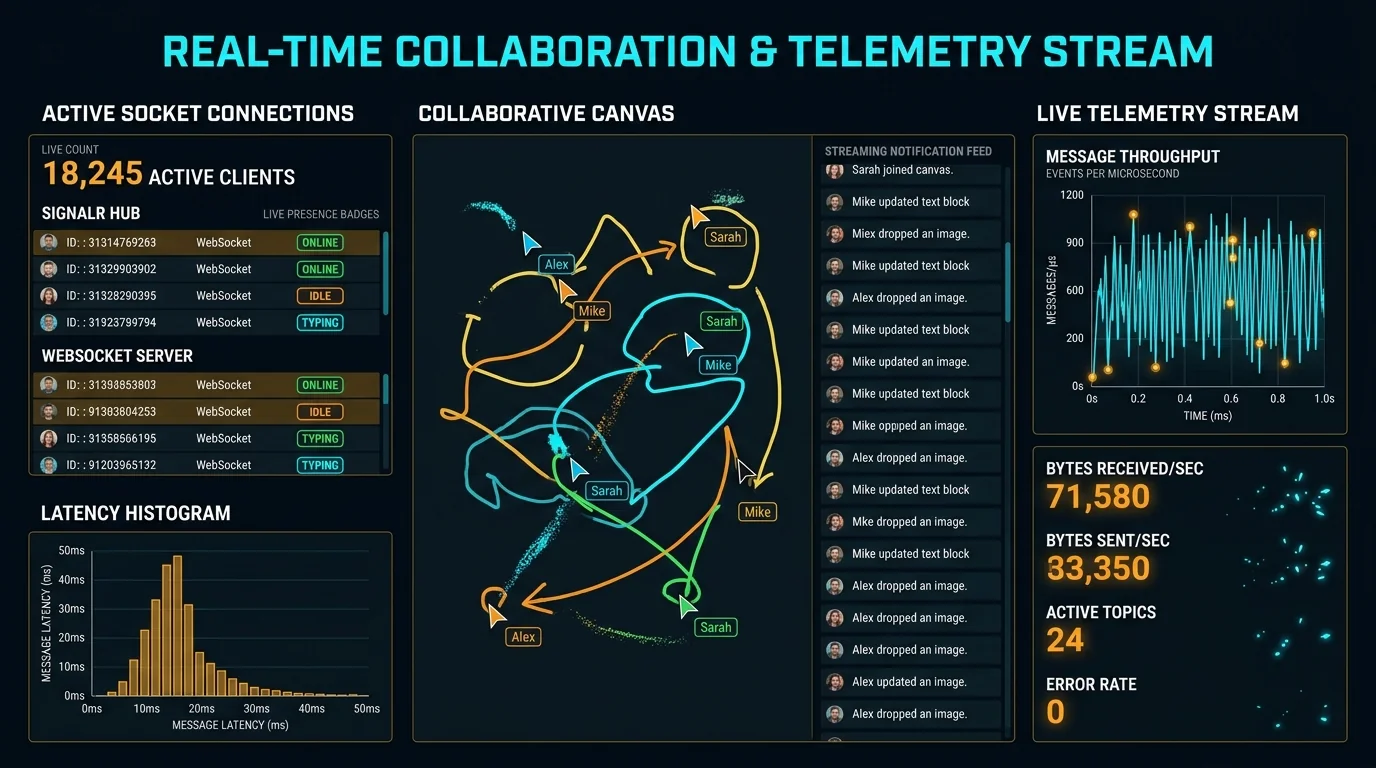 REAL-TIME COLLABORATION & TELEMETRY STREAM
ACTIVE SOCKET CONNECTIONS
LIVE COUNT
18,245 ACTIVE CLIENTS
SIGNALR HUB LIVE PRESENCE BADGES
ID: : 31314769263 WebSocket ONLINE
ID: : 31329903902 WebSocket ONLINE
ID: : 31328290395 WebSocket IDLE
ID: : 31923799794 WebSocket TYPING
WEBSOCKET SERVER
ID: : 31398853803 WebSocket ONLINE
ID: : 91383804253 WebSocket IDLE
ID: : 91358566195 WebSocket TYPING
ID: : 91203965132 WebSocket TYPING
LATENCY HISTOGRAM
MESSAGE LATENCY (ms)
50ms
40ms
30ms
20ms
10ms
0ms
0ms 10ms 20ms 30ms 40ms 50ms
MESSAGE LATENCY (ms)
COLLABORATIVE CANVAS
Sarah
Alex
Mike
Sarah
Mike
Sarah
Mike
Sarah
Alex
STREAMING NOTIFICATION FEED
Sarah joined canvas.
Mike updated text block
Miex dropped an image.
Mike updated text block
Alex dropped an image.
Mike updated text block
Mike updated an image.
Mike updated text block
Mike oppped an image.
Alex dropped an image.
Mike updated text block
Mke dropped an image.
Mike updated text block
Alex dropped an image.
Alex dropped an image.
Alex dropped an image.
Alex updated an image.
Alex dropped an image.
LIVE TELEMETRY STREAM
MESSAGE THROUGHPUT
EVENTS PER MICROSECOND
MESSAGES/µs
1200
900
600
200
0s
0s 0.2 0.4 0.6 0.8 1.0s
TIME (ms)
BYTES RECEIVED/SEC
71,580
BYTES SENT/SEC
33,350
ACTIVE TOPICS
24
ERROR RATE
0